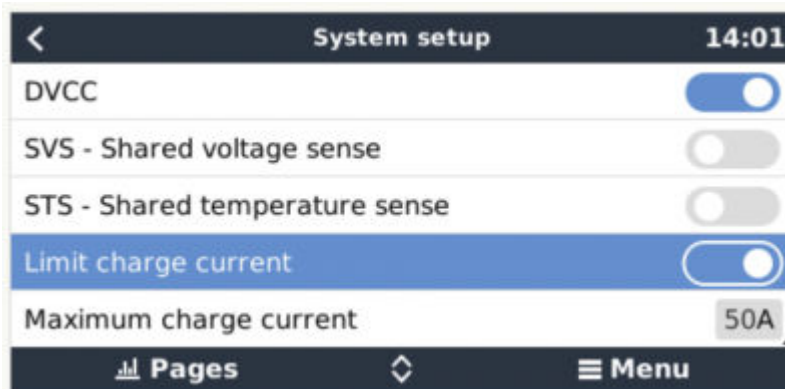 System setup 14:01
DVCC
SVS - Shared voltage sense
STS - Shared temperature sense
Limit charge current
Maximum charge current 50A
Pages Menu